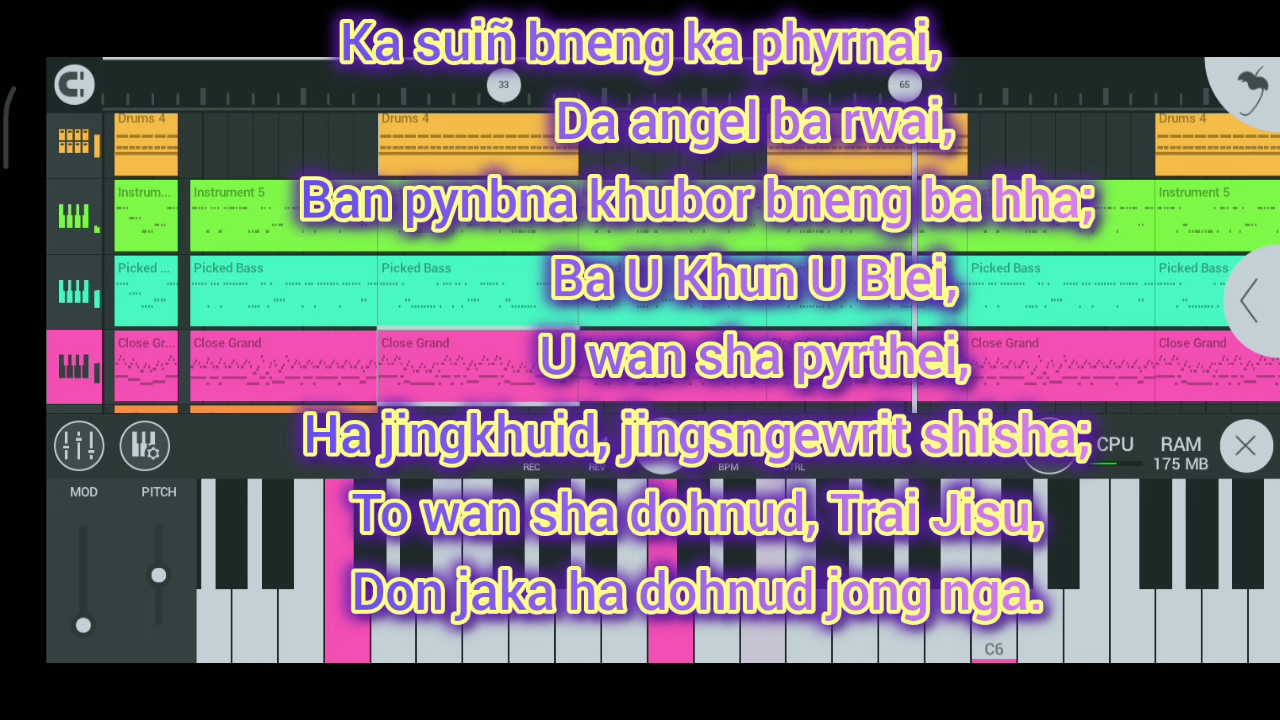 Ka suiñ bneng ka phyrnai,
33
65
Drums 4
Drums 4
Drums 4
Da angel ba rwai,
Instrum...
Instrument 5
Instrument 5
Ban pynbna khubor bneng ba hha;
Picked ...
Picked Bass
Picked Bass
Picked Bass
Picked Bass
Ba U Khun U Blei,
Close Gr...
Close Grand
Close Grand
Close Grand
Close Grand
U wan sha pyrthei,
Ha jingkhuid, jingsngewrit shisha;
CPU
RAM
175 MB
REC
REV
BPM
CTRL
MOD
PITCH
To wan sha dohnud, Trai Jisu,
Don jaka ha dohnud jong nga.
C6